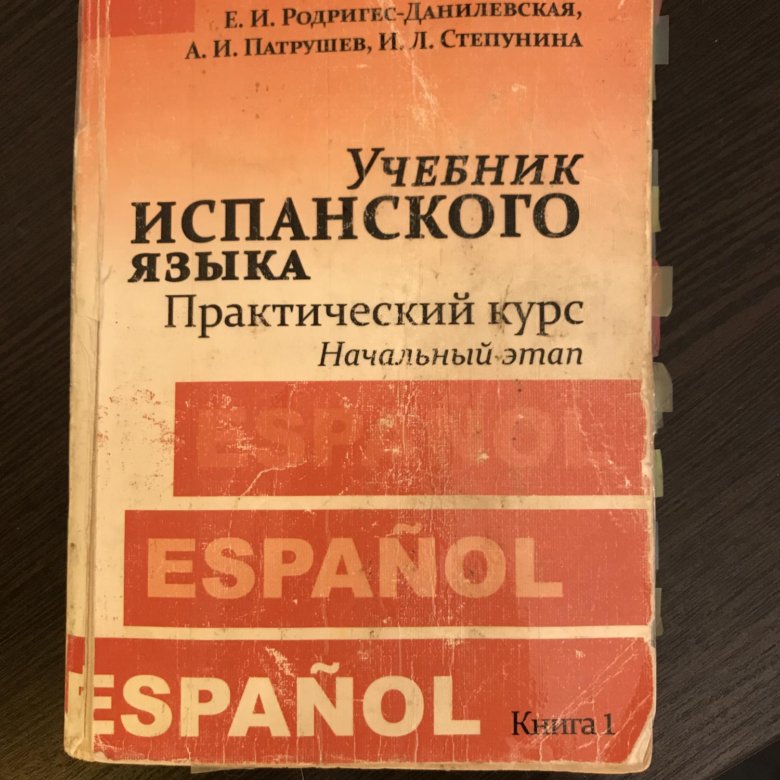 Е. И. Родригес-Данилевская,
А. И. Патрушев, И. Л. Степунина
Учебник
испанского
языка
Практический курс
Начальный этап
ESPAÑOL
ESPAÑOL
ESPAÑOL Книга 1